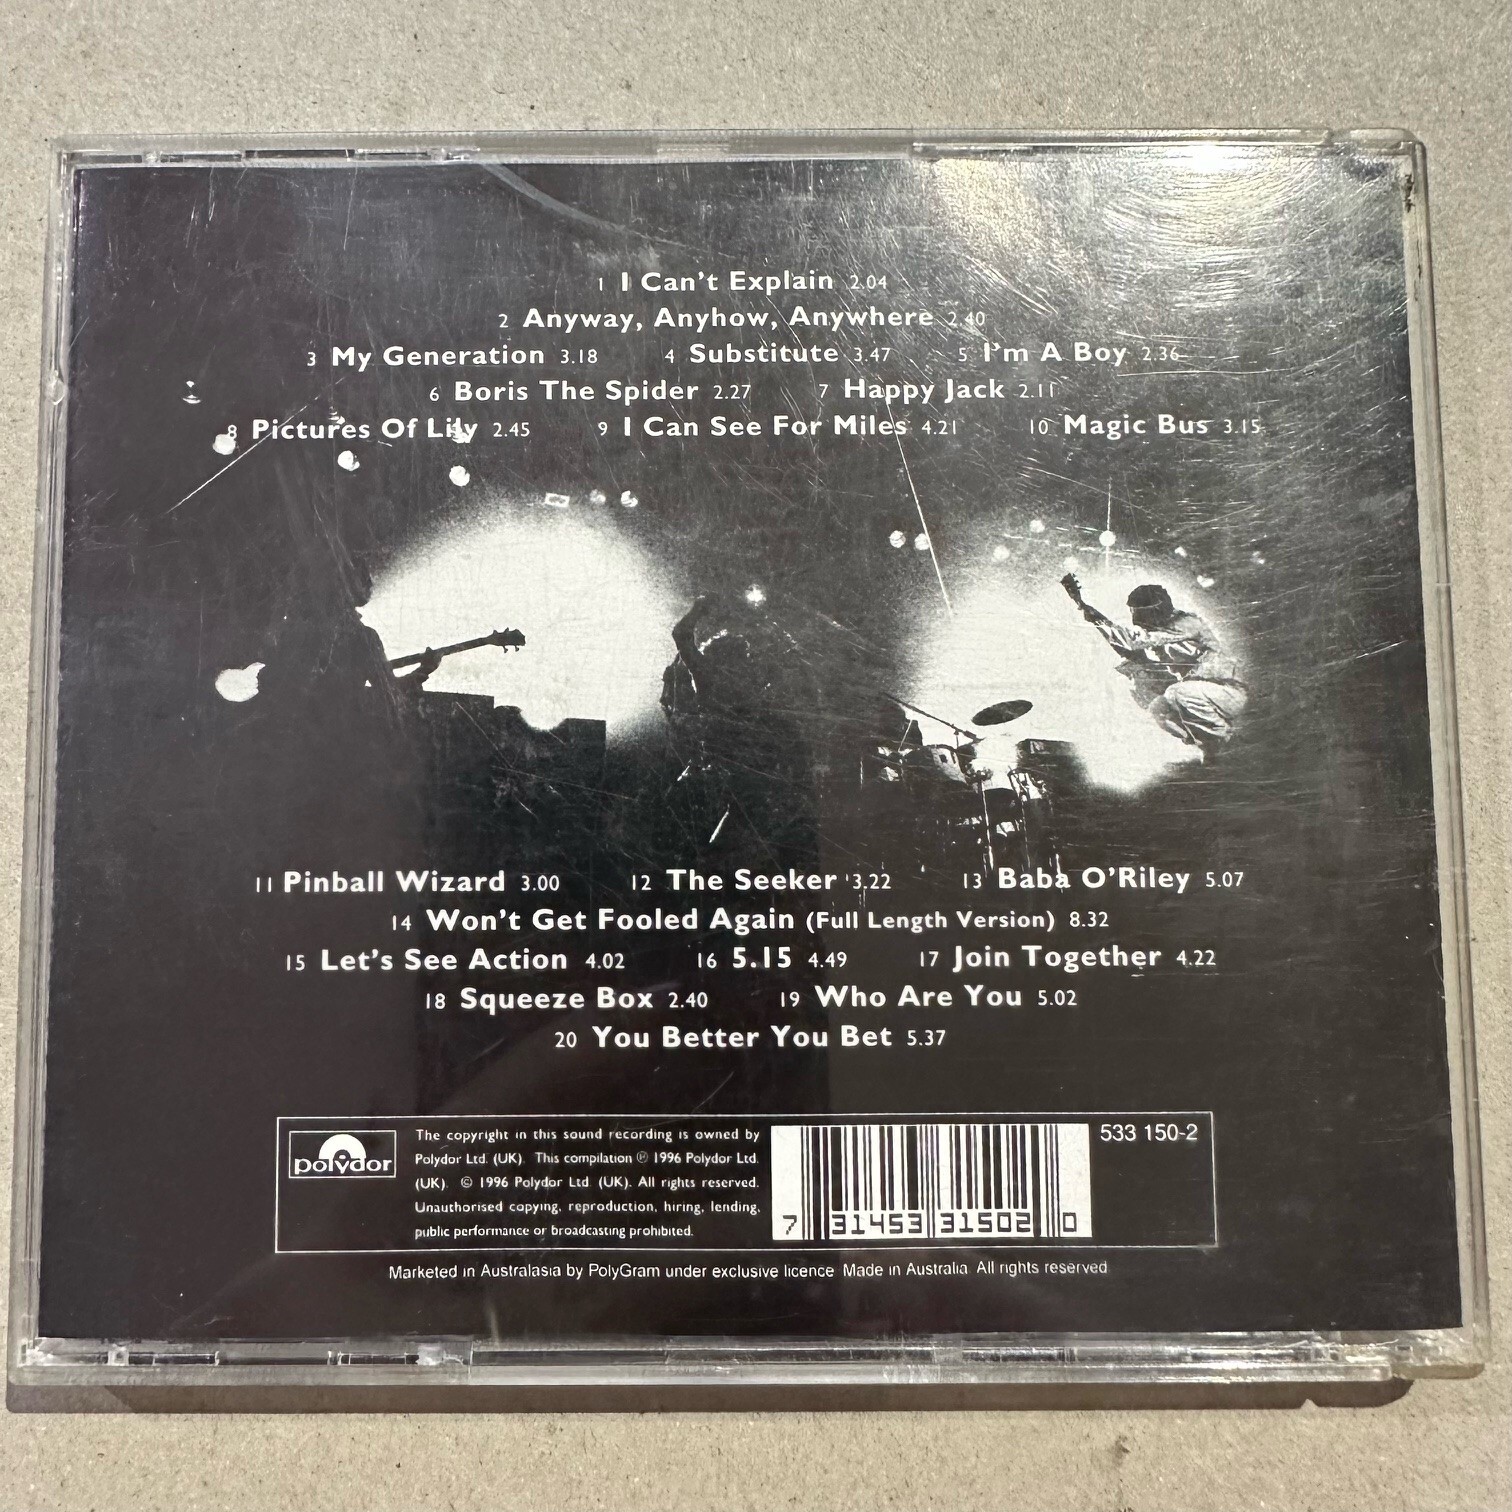 1 I Can't Explain 2.04
2 Anyway, Anyhow, Anywhere 2.40
3 My Generation 3.18 4 Substitute 3.47 5 I'm A Boy 2.36
6 Boris The Spider 2.27 7 Happy Jack 2.11
8 Pictures Of Lily 2.45 9 I Can See For Miles 4.21 10 Magic Bus 3.15
11 Pinball Wizard 3.00 12 The Seeker 3.22 13 Baba O'Riley 5.07
14 Won't Get Fooled Again (Full Length Version) 8.32
15 Let's See Action 4.02 16 5.15 4.49 17 Join Together 4.22
18 Squeeze Box 2.40 19 Who Are You 5.02
20 You Better You Bet 5.37
polydor
The copyright in this sound recording is owned by
Polydor Ltd. (UK). This compilation ℗ 1996 Polydor Ltd.
(UK). © 1996 Polydor Ltd. (UK). All rights reserved.
Unauthorised copying, reproduction, hiring, lending,
public performance or broadcasting prohibited.
7 31453 31502 0
533 150-2
Marketed in Australasia by PolyGram under exclusive licence Made in Australia All rights reserved